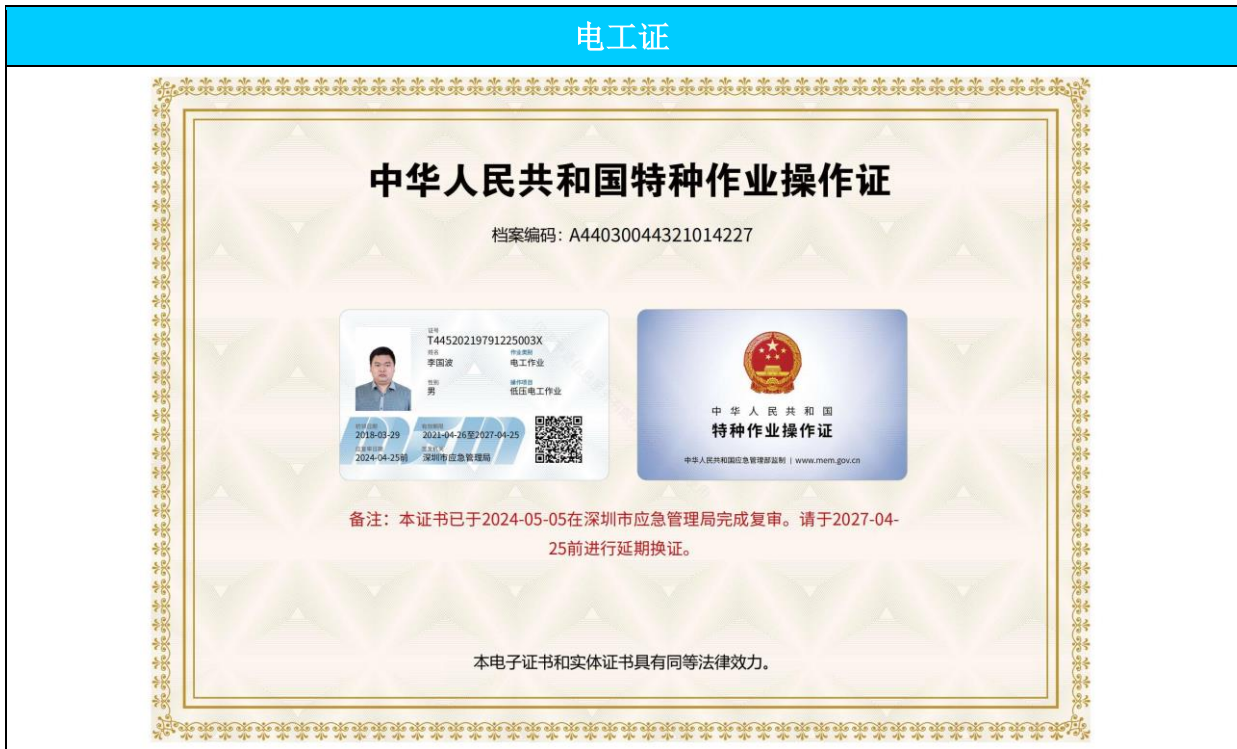 电工证
中华人民共和国特种作业操作证
档案编码：A44030044321014227
证号
T44520219791225003X
姓名 作业类别
李国波 电工作业
性别 操作项目
男 低压电工作业
初领日期 有效期限
2018-03-29 2021-04-26至2027-04-25
应复审日期 签发机关
2024-04-25前 深圳市应急管理局
中华人民共和国
特种作业操作证
中华人民共和国应急管理部监制 | www.mem.gov.cn
备注：本证书已于2024-05-05在深圳市应急管理局完成复审。请于2027-04-
25前进行延期换证。
本电子证书和实体证书具有同等法律效力。